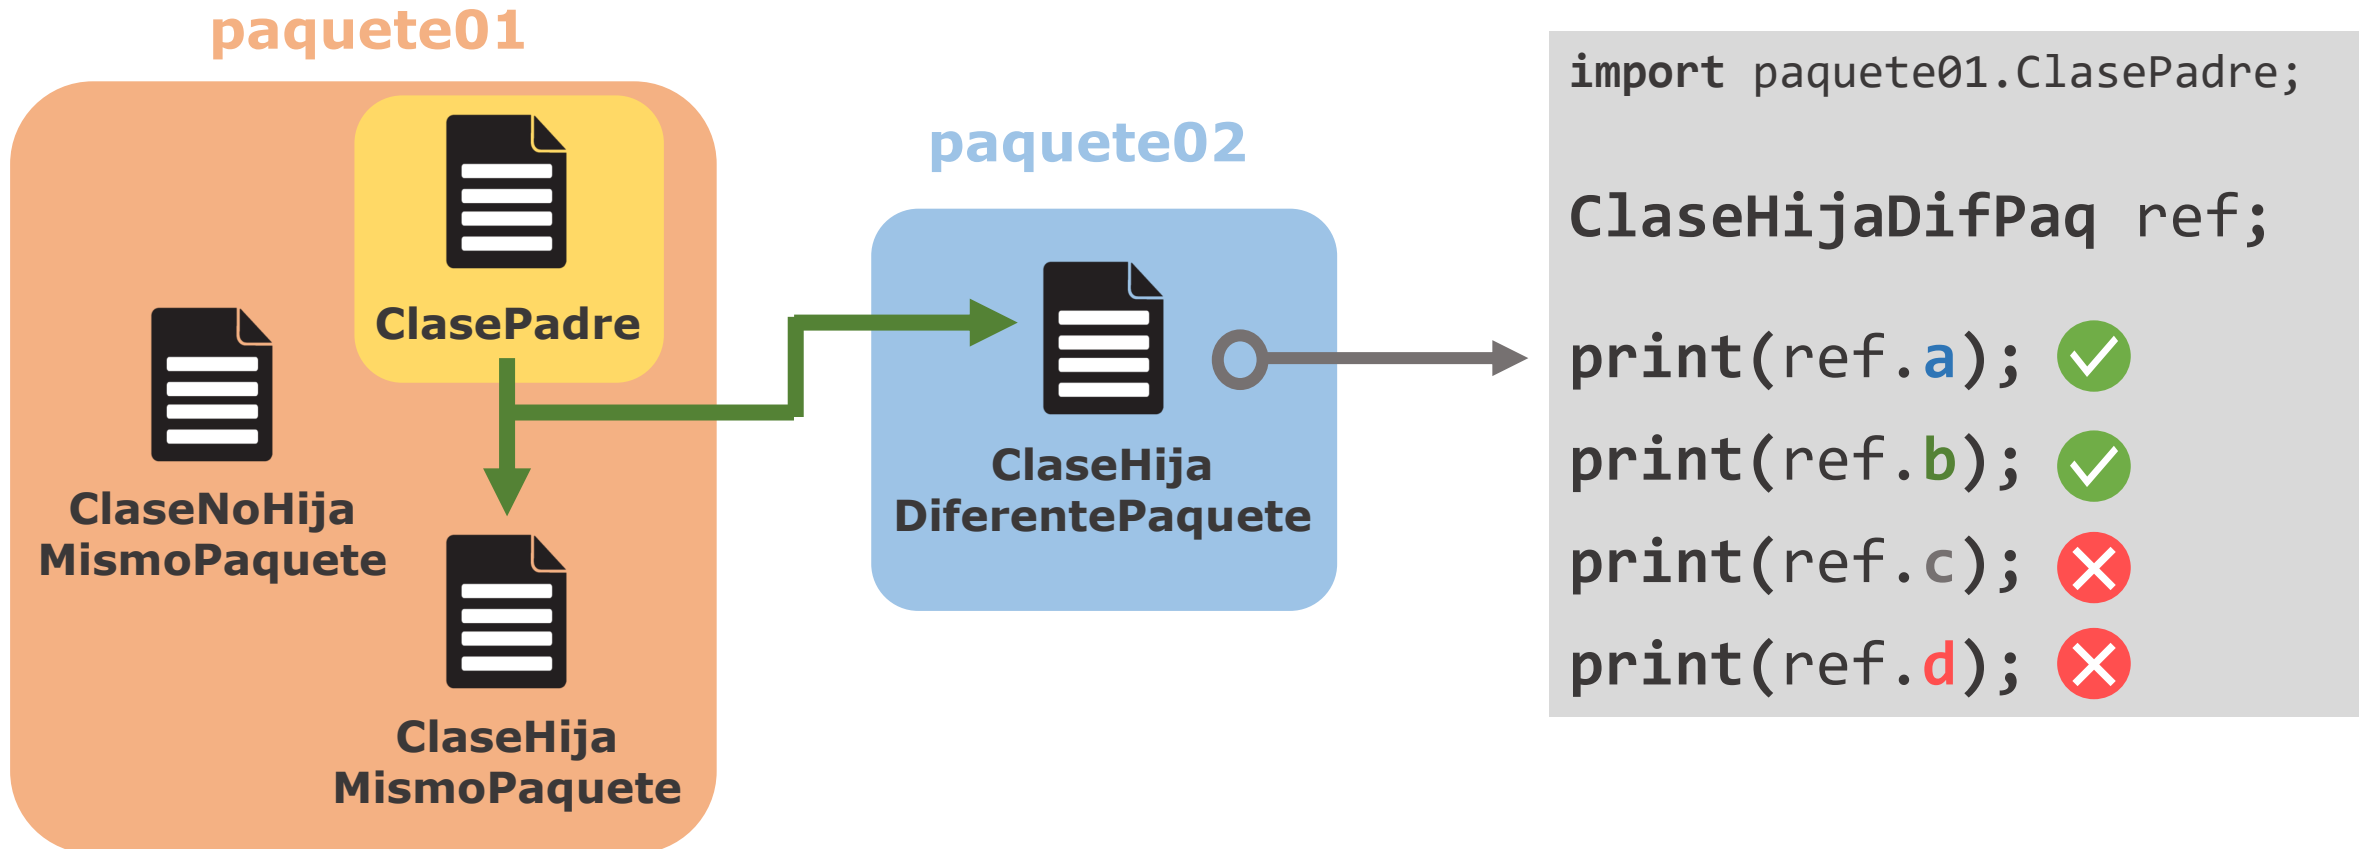 paquete01
ClasePadre
ClaseNoHija
MismoPaquete
ClaseHija
MismoPaquete
paquete02
ClaseHija
DiferentePaquete
import paquete01.ClasePadre;
ClaseHijaDifPaq ref;
print(ref.a);
print(ref.b);
print(ref.c);
print(ref.d);